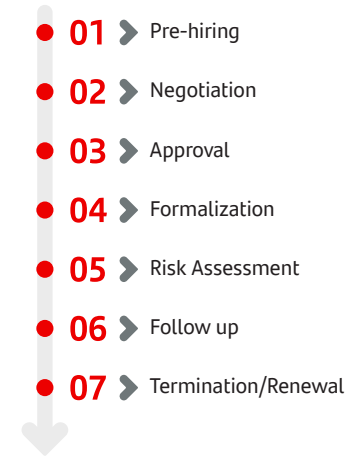 01 Pre-hiring
02 Negotiation
03 Approval
04 Formalization
05 Risk Assessment
06 Follow up
07 Termination/Renewal